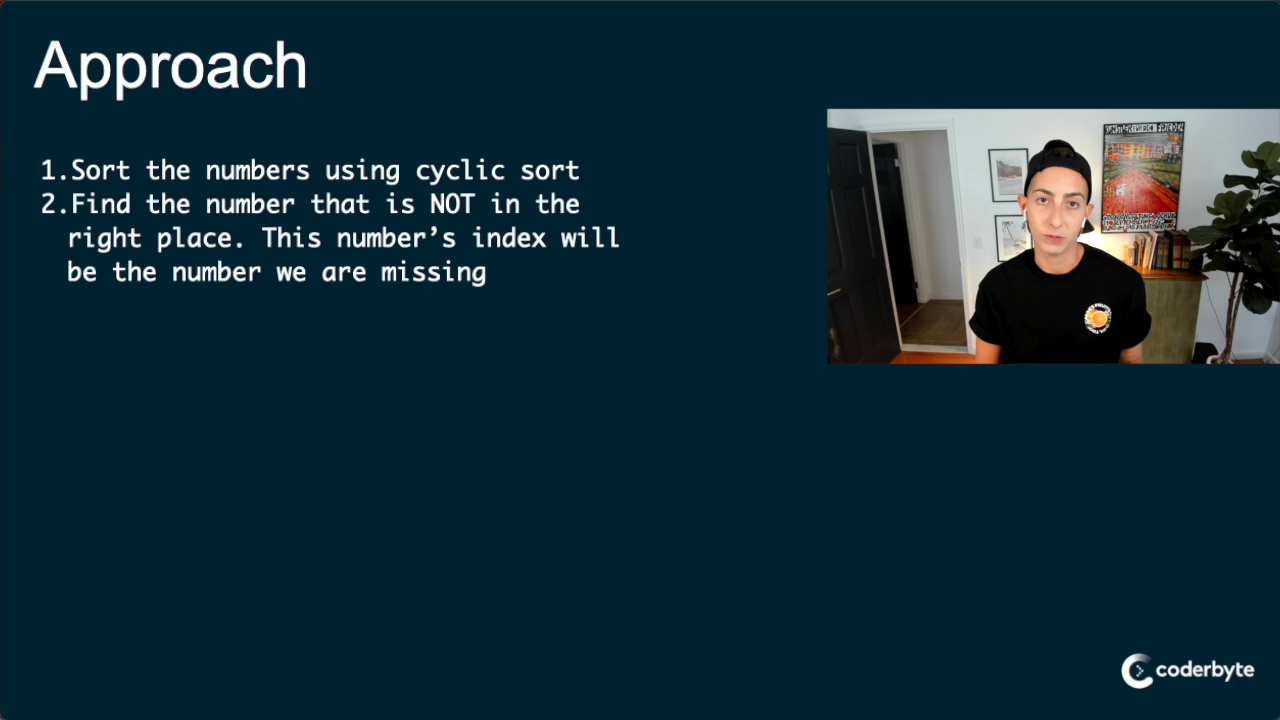 Approach
1.Sort the numbers using cyclic sort
2.Find the number that is NOT in the
right place. This number’s index will
be the number we are missing
coderbyte